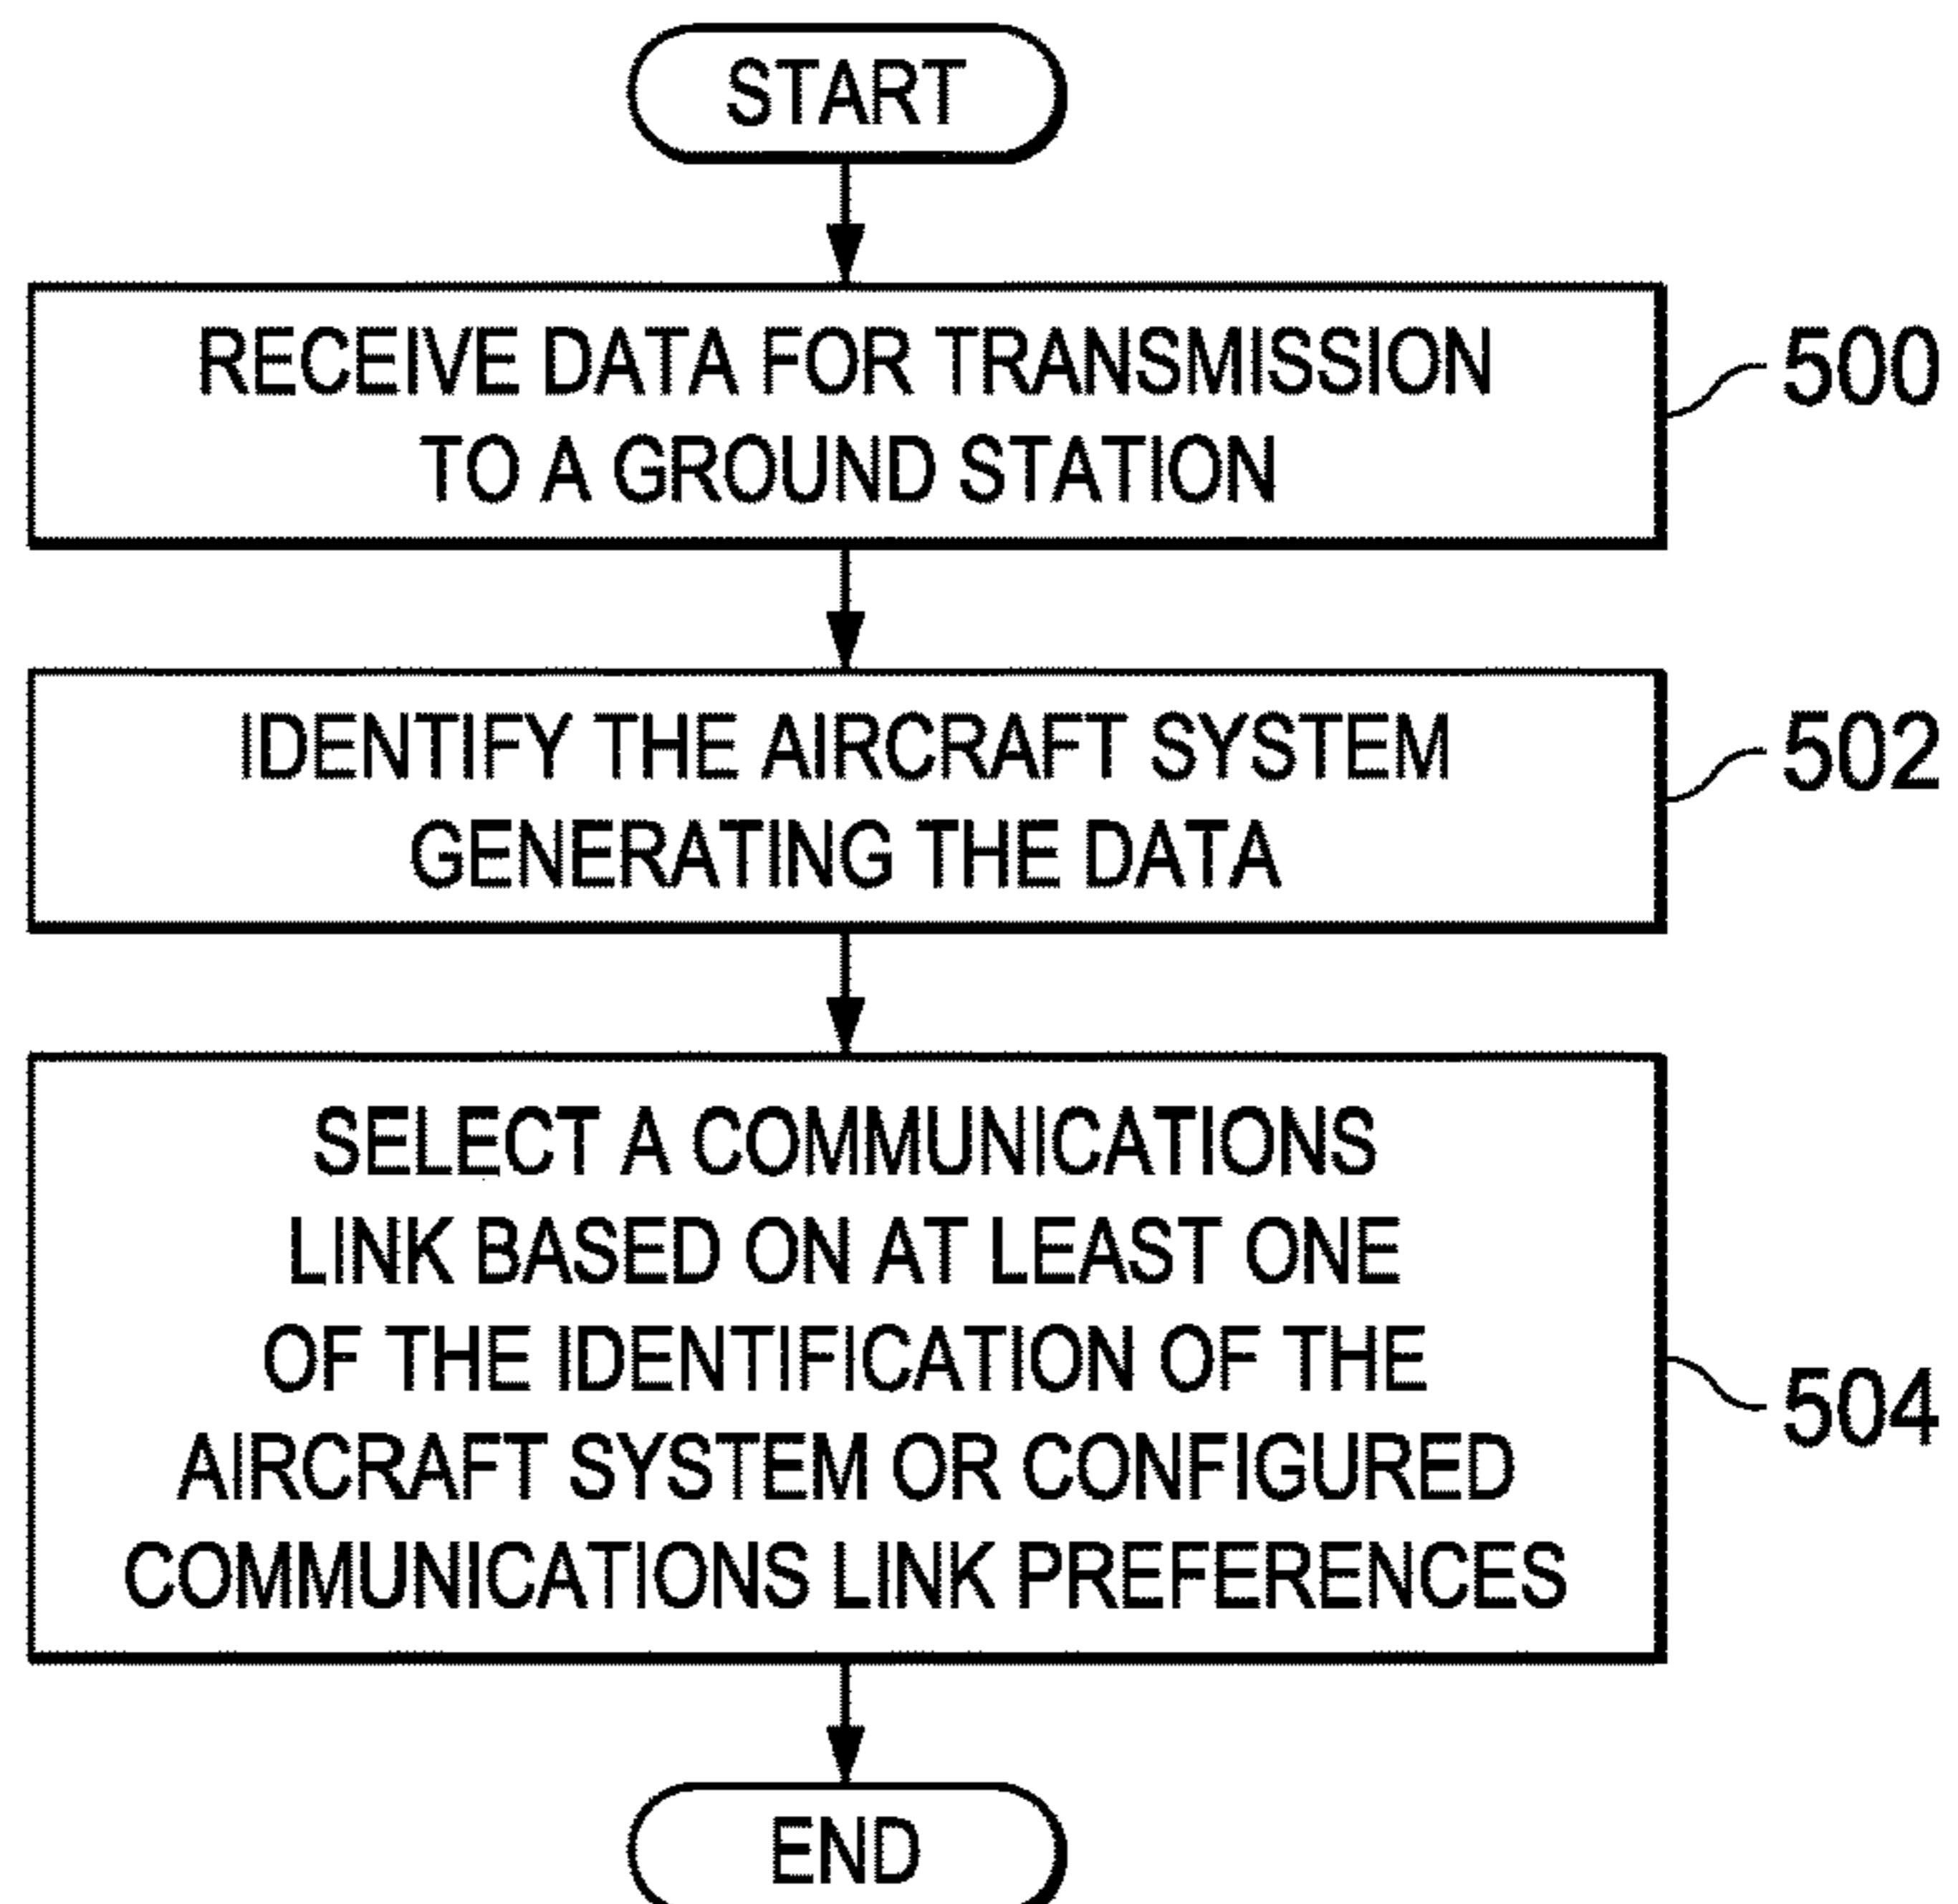 START
RECEIVE DATA FOR TRANSMISSION
TO A GROUND STATION
500
IDENTIFY THE AIRCRAFT SYSTEM
GENERATING THE DATA
502
SELECT A COMMUNICATIONS
LINK BASED ON AT LEAST ONE
OF THE IDENTIFICATION OF THE
AIRCRAFT SYSTEM OR CONFIGURED
COMMUNICATIONS LINK PREFERENCES
504
END